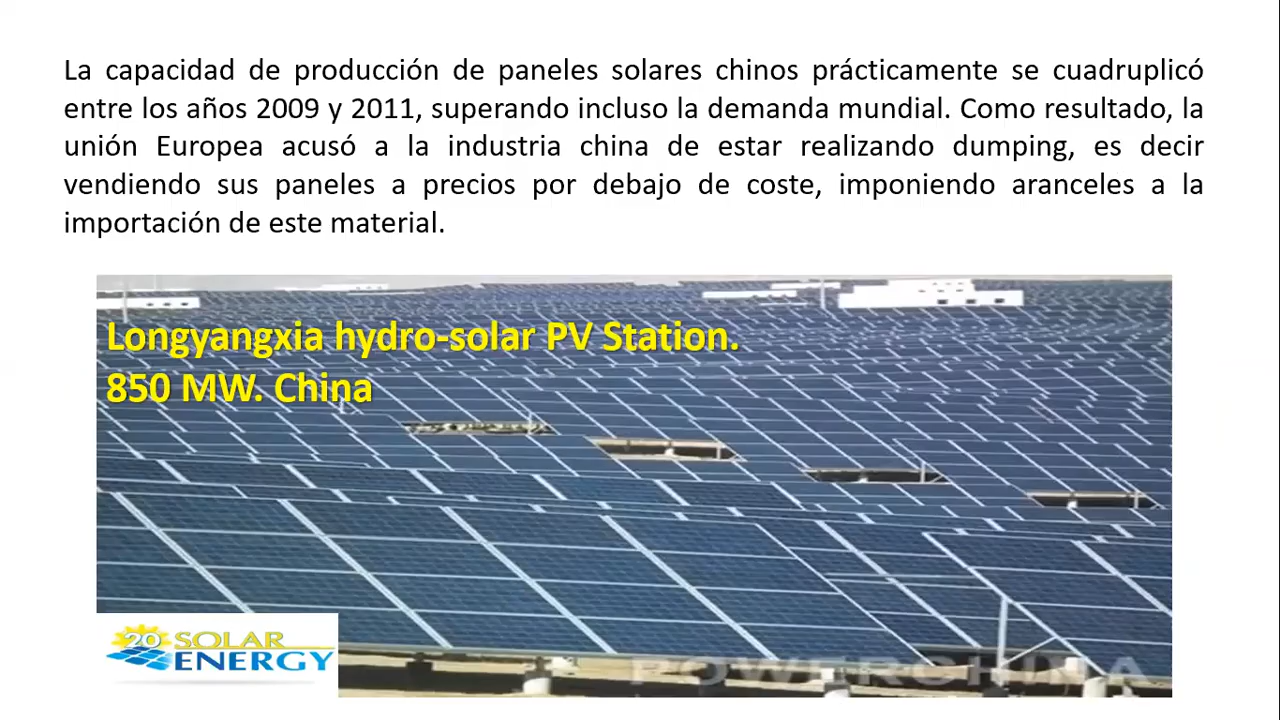 La capacidad de producción de paneles solares chinos prácticamente se cuadruplicó
entre los años 2009 y 2011, superando incluso la demanda mundial. Como resultado, la
unión Europea acusó a la industria china de estar realizando dumping, es decir
vendiendo sus paneles a precios por debajo de coste, imponiendo aranceles a la
importación de este material.
Longyangxia hydro-solar PV Station.
850 MW. China
20 SOLAR
ENERGY
POWERCHINA